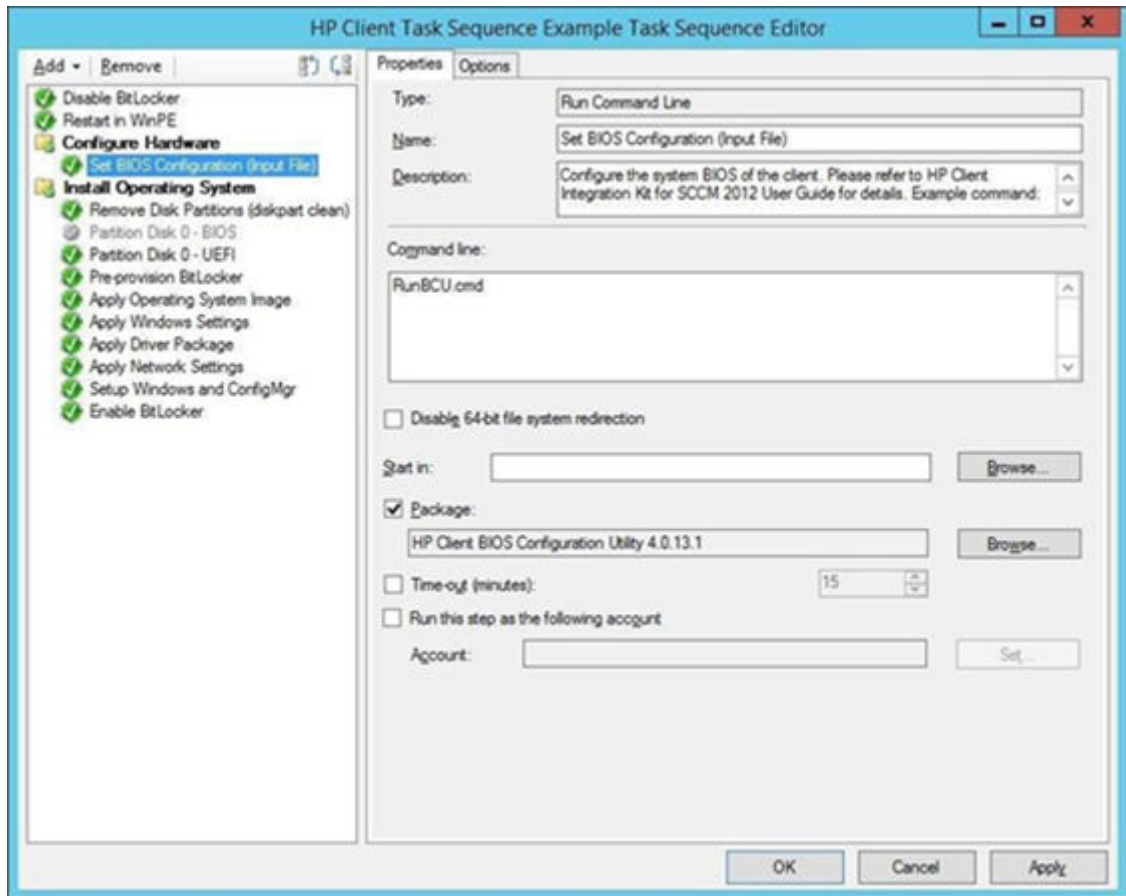 HP Client Task Sequence Example Task Sequence Editor
Add Remove
Disable BitLocker
Restart in WinPE
Configure Hardware
Set BIOS Configuration (Input File)
Install Operating System
Remove Disk Partitions (diskpart clean)
Partition Disk 0 - BIOS
Partition Disk 0 - UEFI
Pre-provision BitLocker
Apply Operating System Image
Apply Windows Settings
Apply Driver Package
Apply Network Settings
Setup Windows and ConfigMgr
Enable BitLocker
Properties Options
Type: Run Command Line
Name: Set BIOS Configuration (Input File)
Description: Configure the system BIOS of the client. Please refer to HP Client
Integration Kit for SCCM 2012 User Guide for details. Example command:
Command line:
RunBCU.cmd
Disable 64-bit file system redirection
Start in: Browse...
Package:
HP Client BIOS Configuration Utility 4.0.13.1 Browse...
Time-out (minutes): 15
Run this step as the following account
Account: Set...
OK Cancel Apply